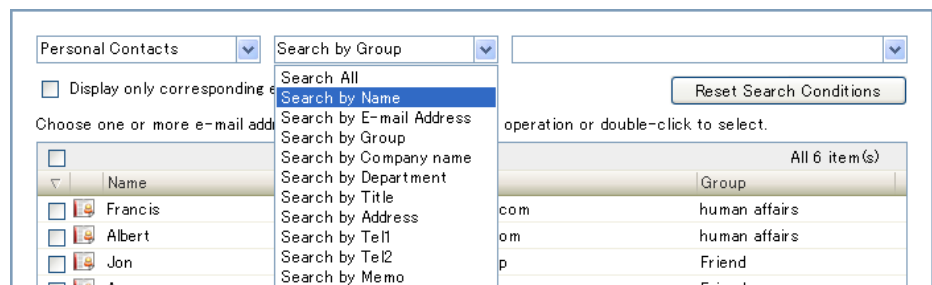 Personal Contacts
Search by Group
Display only corresponding
Reset Search Conditions
Search All
Search by Name
Search by E-mail Address
Search by Group
Search by Company name
Search by Department
Search by Title
Search by Address
Search by Tel1
Search by Tel2
Search by Memo
Choose one or more e-mail operation or double-click to select.
All 6 item(s)
Name Group
Francis com human affairs
Albert om human affairs
Jon p Friend